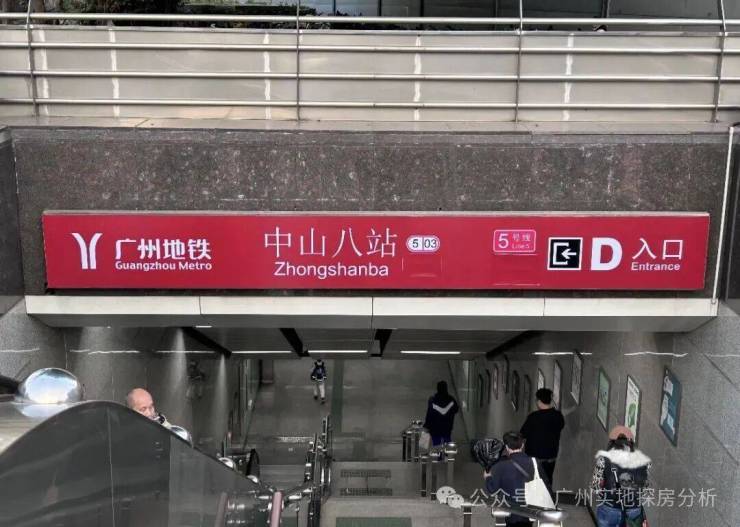 广州地铁
Guangzhou Metro
中山八站
Zhongshanba
5 03
5号线
Line 5
D
入口
Entrance
公众号·广州实地探房分析